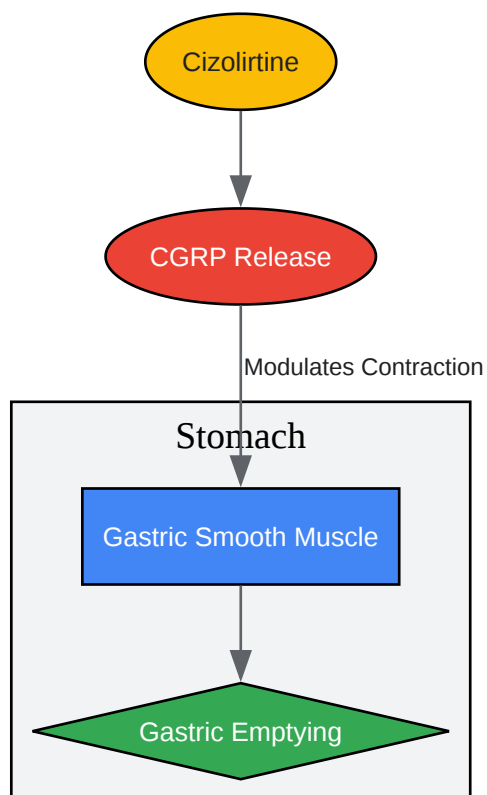 Cizolirtine
CGRP Release
Modulates Contraction
Stomach
Gastric Smooth Muscle
Gastric Emptying